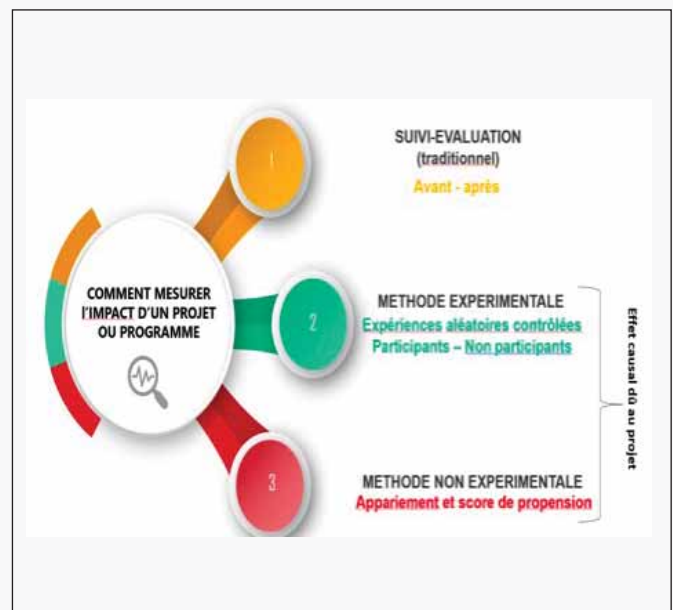 COMMENT MESURER
l'IMPACT D'UN PROJET
OU PROGRAMME
1
SUIVI-EVALUATION
(traditionnel)
Avant - après
2
METHODE EXPERIMENTALE
Expériences aléatoires contrôlées
Participants – Non participants
3
METHODE NON EXPERIMENTALE
Appariement et score de propension
Effet causal dû au projet